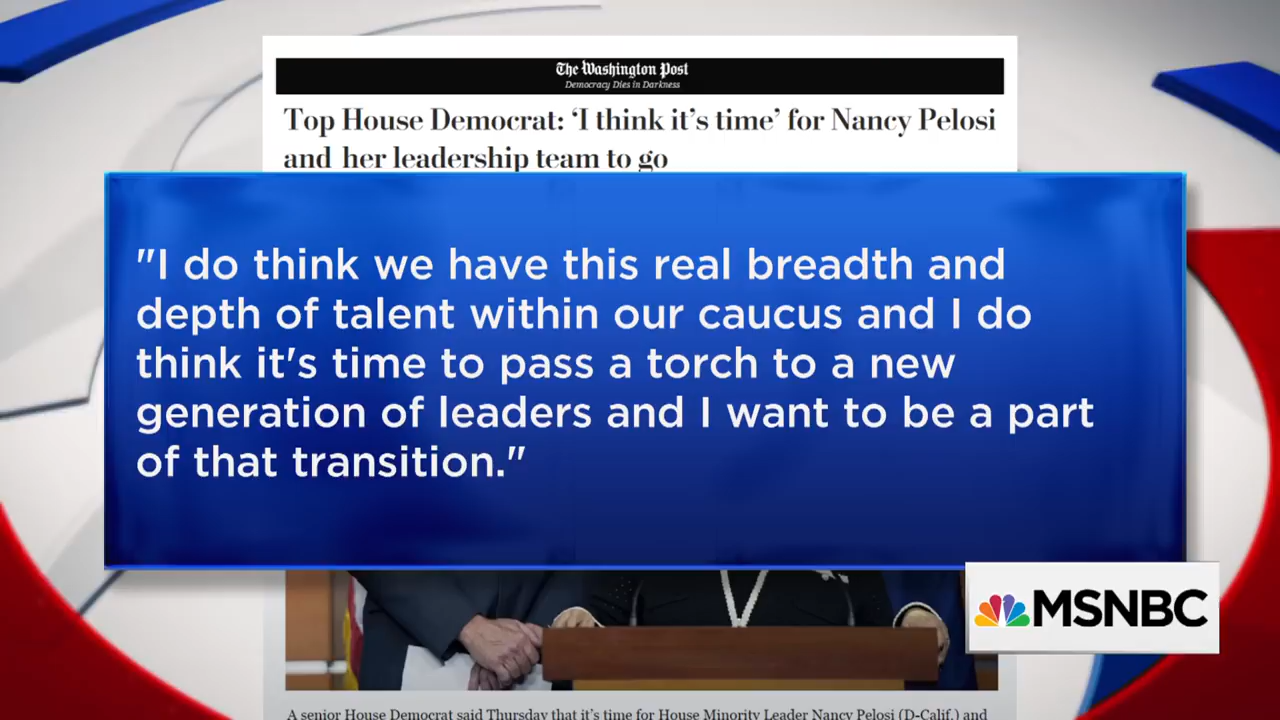 The Washington Post
Democracy Dies in Darkness
Top House Democrat: ‘I think it’s time’ for Nancy Pelosi
and her leadership team to go
"I do think we have this real breadth and
depth of talent within our caucus and I do
think it's time to pass a torch to a new
generation of leaders and I want to be a part
of that transition."
MSNBC
A senior House Democrat said Thursday that it’s time for House Minority Leader Nancy Pelosi (D-Calif.) and